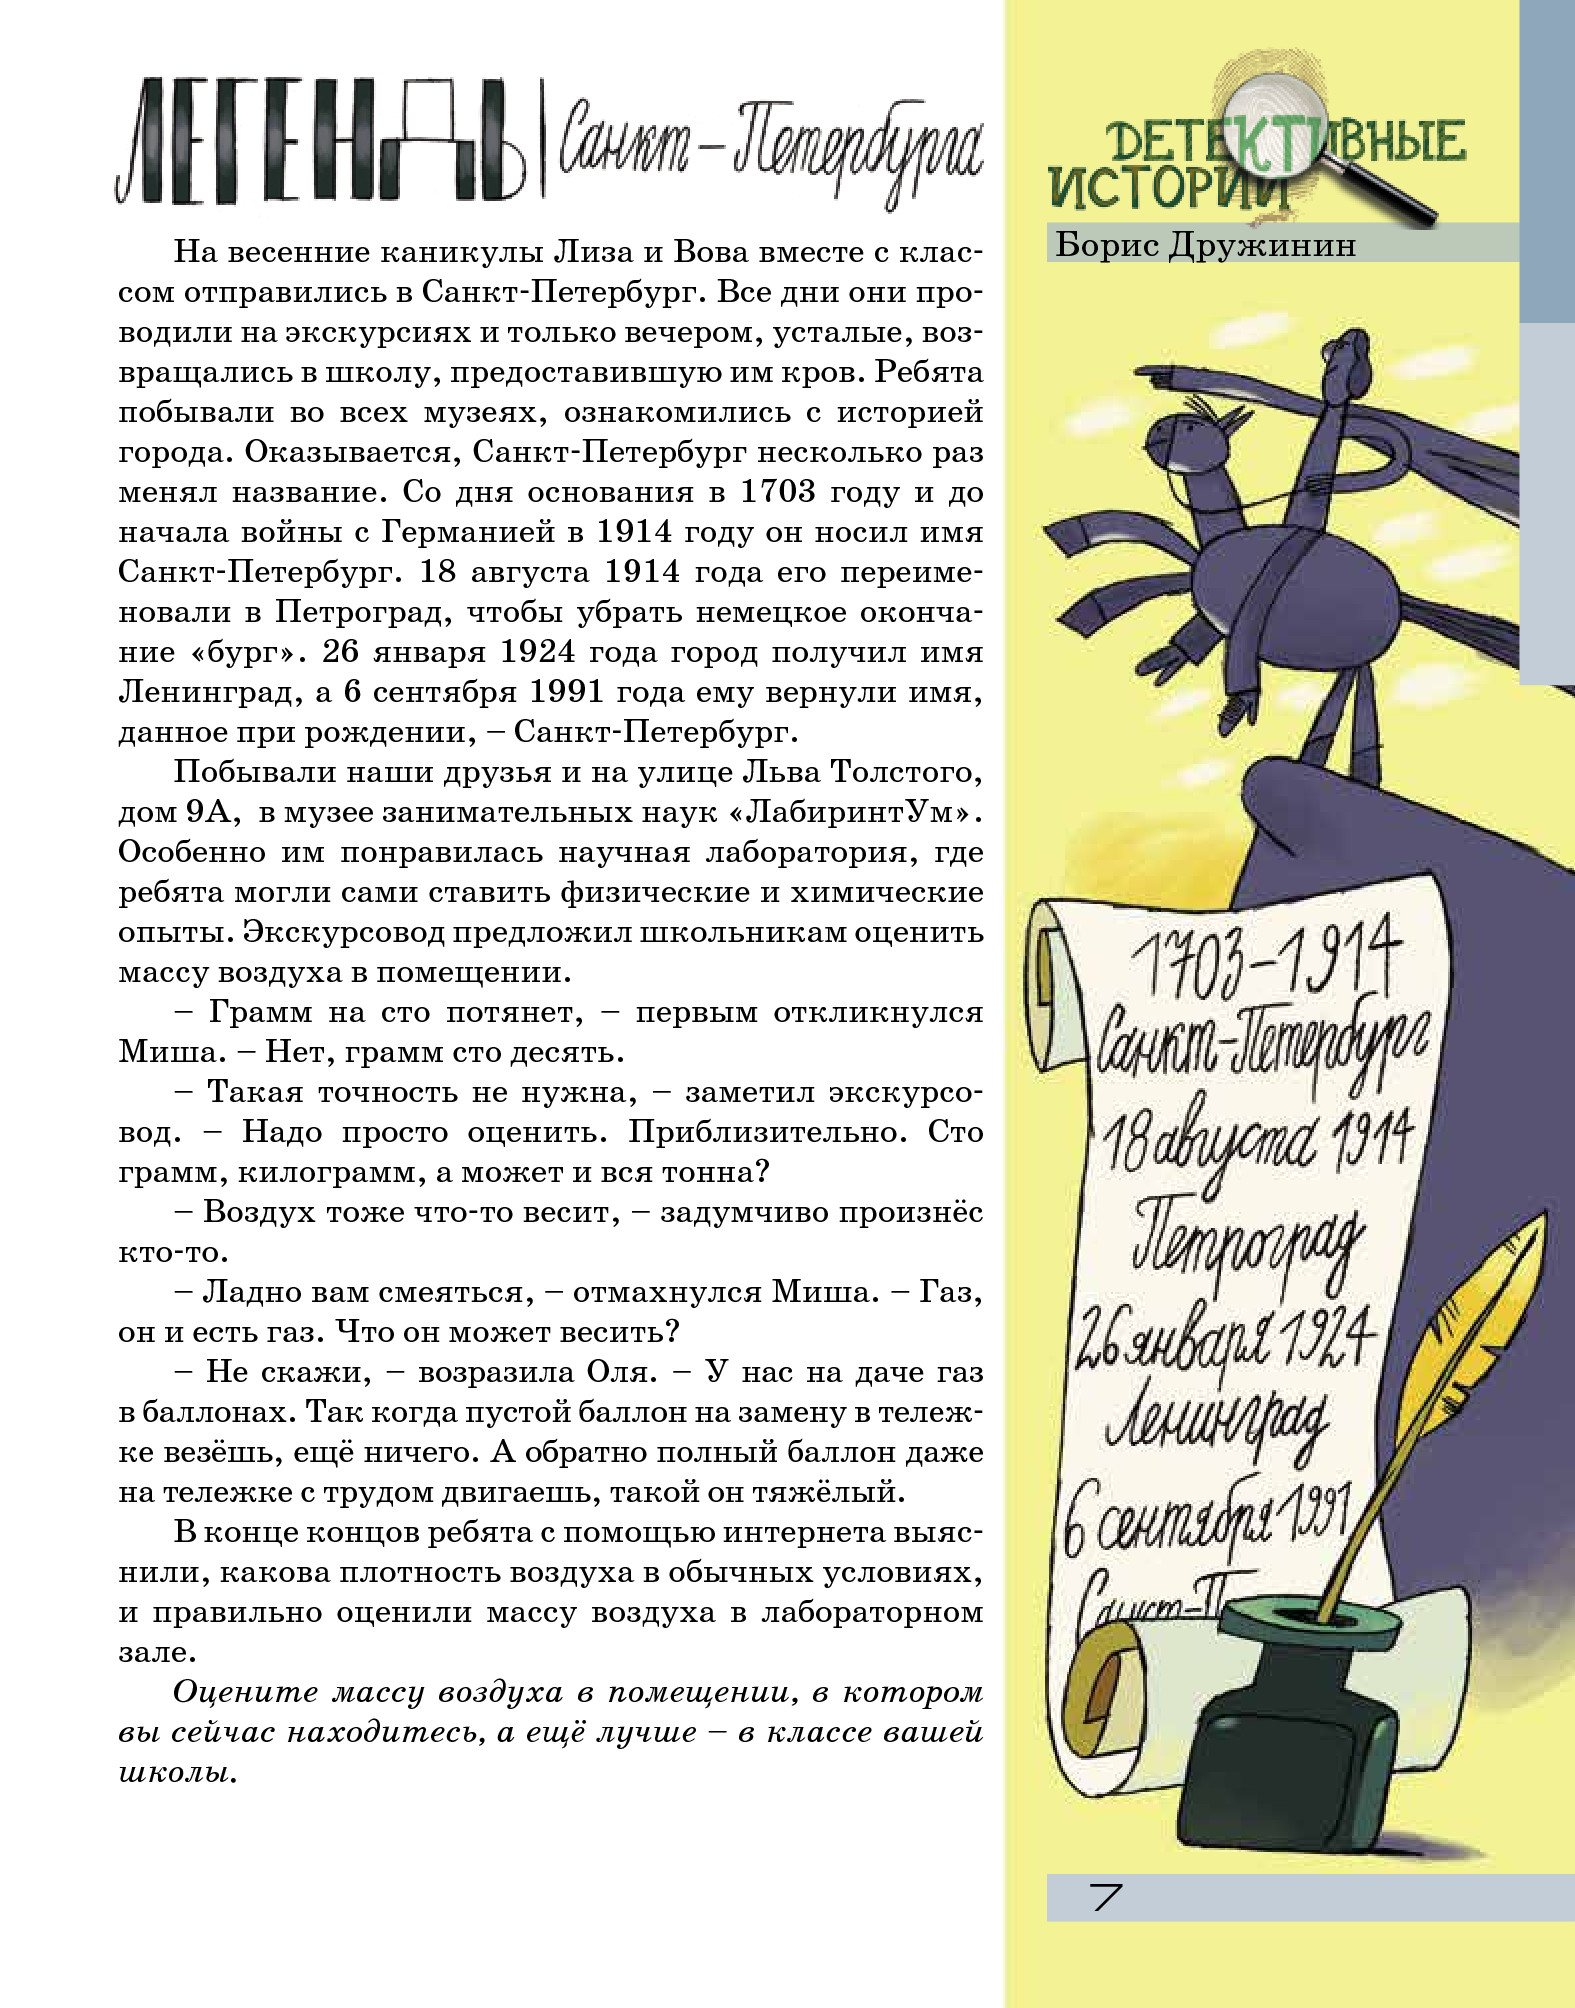 ЛЕГЕНДЫ Санкт–Петербурга
На весенние каникулы Лиза и Вова вместе с клас-
сом отправились в Санкт-Петербург. Все дни они про-
водили на экскурсиях и только вечером, усталые, воз-
вращались в школу, предоставившую им кров. Ребята
побывали во всех музеях, ознакомились с историей
города. Оказывается, Санкт-Петербург несколько раз
менял название. Со дня основания в 1703 году и до
начала войны с Германией в 1914 году он носил имя
Санкт-Петербург. 18 августа 1914 года его переиме-
новали в Петроград, чтобы убрать немецкое оконча-
ние «бург». 26 января 1924 года город получил имя
Ленинград, а 6 сентября 1991 года ему вернули имя,
данное при рождении, – Санкт-Петербург.
Побывали наши друзья и на улице Льва Толстого,
дом 9А, в музее занимательных наук «ЛабиринтУм».
Особенно им понравилась научная лаборатория, где
ребята могли сами ставить физические и химические
опыты. Экскурсовод предложил школьникам оценить
массу воздуха в помещении.
– Грамм на сто потянет, – первым откликнулся
Миша. – Нет, грамм сто десять.
– Такая точность не нужна, – заметил экскурсо-
вод. – Надо просто оценить. Приблизительно. Сто
грамм, килограмм, а может и вся тонна?
– Воздух тоже что-то весит, – задумчиво произнёс
кто-то.
– Ладно вам смеяться, – отмахнулся Миша. – Газ,
он и есть газ. Что он может весить?
– Не скажи, – возразила Оля. – У нас на даче газ
в баллонах. Так когда пустой баллон на замену в тележ-
ке везёшь, ещё ничего. А обратно полный баллон даже
на тележке с трудом двигаешь, такой он тяжёлый.
В конце концов ребята с помощью интернета выяс-
нили, какова плотность воздуха в обычных условиях,
и правильно оценили массу воздуха в лабораторном
зале.
Оцените массу воздуха в помещении, в котором
вы сейчас находитесь, а ещё лучше – в классе вашей
школы.
ДЕТЕКТИВНЫЕ
ИСТОРИИ
Борис Дружинин
1703–1914
Санкт–Петербург
18 августа 1914
Петроград
26 января 1924
Ленинград
6 сентября 1991
Санкт–П
7